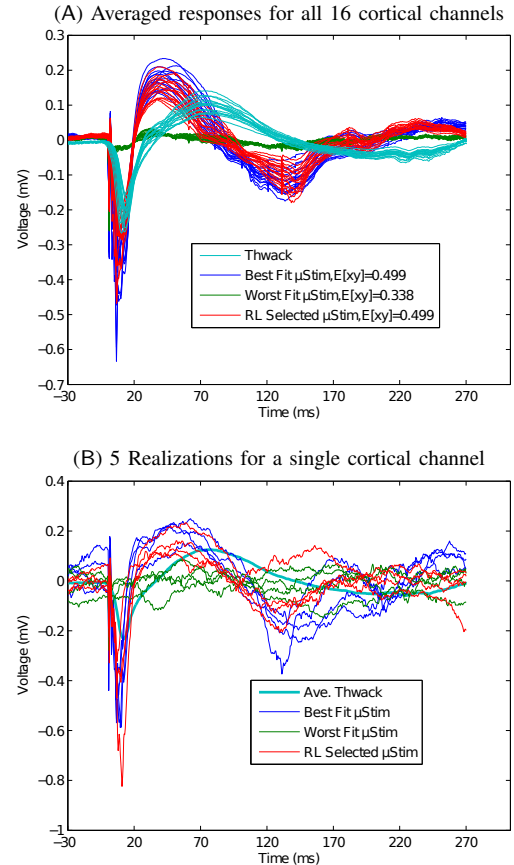 (A) Averaged responses for all 16 cortical channels
0.4
0.3
0.2
0.1
0
−0.1
−0.2
−0.3
−0.4
−0.5
−0.6
−0.7
Voltage (mV)
Thwack
Best Fit µStim,E[xy]=0.499
Worst Fit µStim,E[xy]=0.338
RL Selected µStim,E[xy]=0.499
−30 20 70 120 170 220 270
Time (ms)
(B) 5 Realizations for a single cortical channel
0.4
0.2
0
−0.2
−0.4
−0.6
−0.8
−1
Voltage (mV)
Ave. Thwack
Best Fit µStim
Worst Fit µStim
RL Selected µStim
−30 20 70 120 170 220 270
Time (ms)